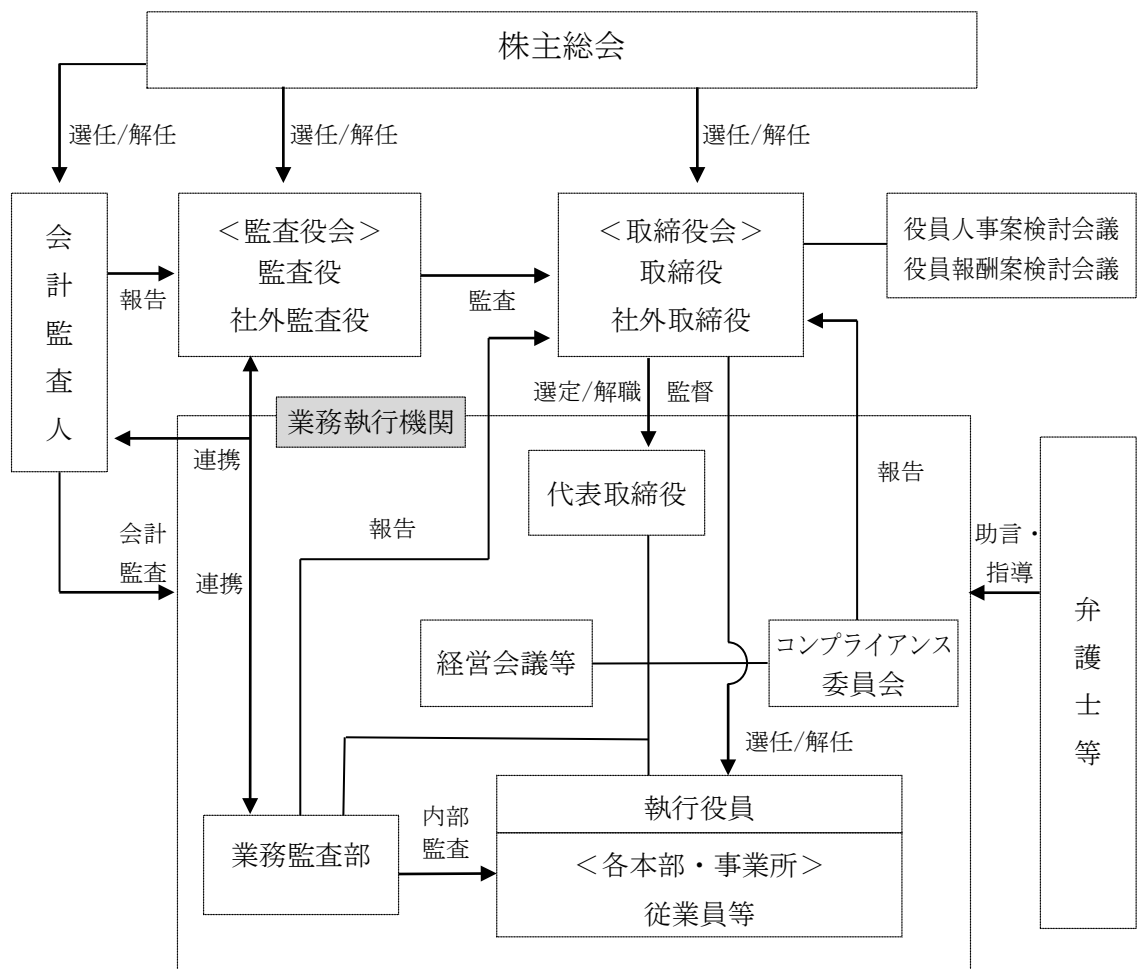 株主総会
選任/解任
選任/解任
選任/解任
会計監査人
報告
＜監査役会＞
監査役
社外監査役
監査
＜取締役会＞
取締役
社外取締役
役員人事案検討会議
役員報酬案検討会議
選定/解職
監督
業務執行機関
連携
代表取締役
報告
会計
監査
連携
報告
助言・
指導
弁護士等
経営会議等
コンプライアンス
委員会
選任/解任
執行役員
業務監査部
内部
監査
＜各本部・事業所＞
従業員等